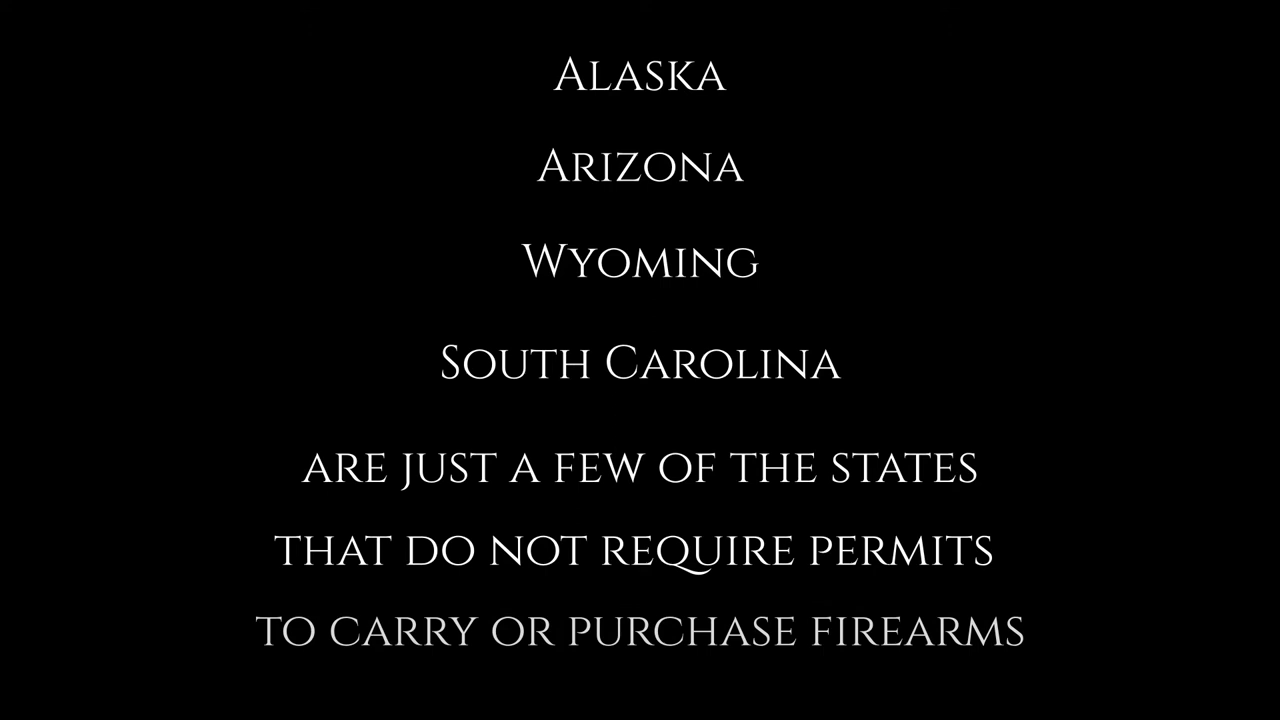 Alaska
Arizona
Wyoming
South Carolina
are just a few of the states
that do not require permits
to carry or purchase firearms